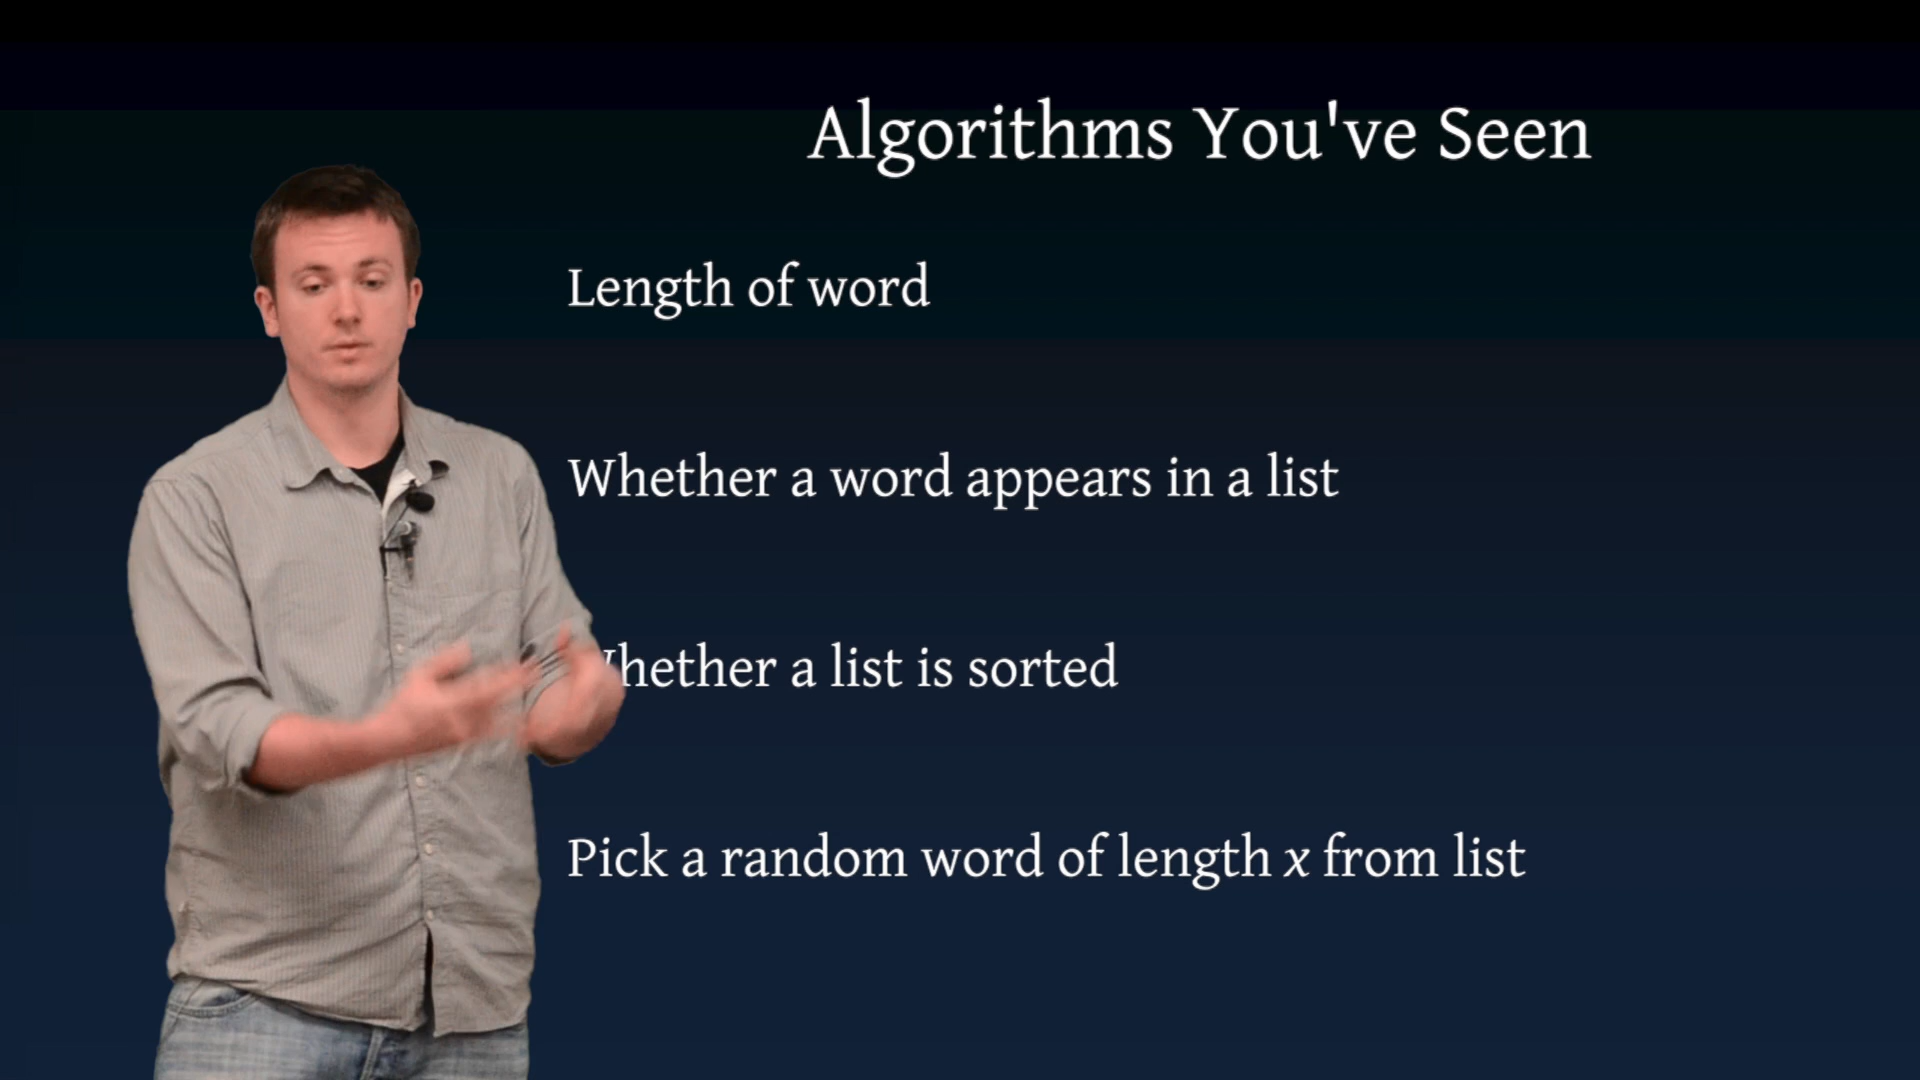 Algorithms You've Seen
Length of word
Whether a word appears in a list
Whether a list is sorted
Pick a random word of length x from list